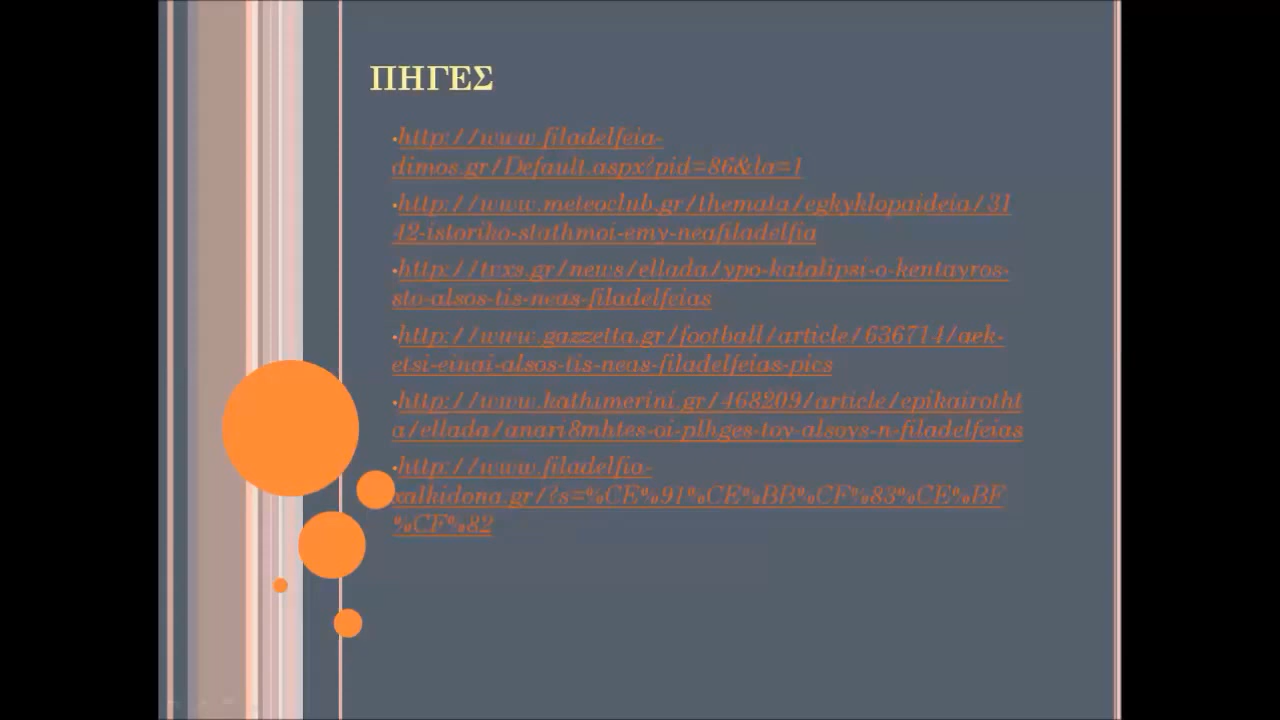 ΠΗΓΕΣ
•http://www.filadelfeia-
dimos.gr/Default.aspx?pid=86&la=1
•http://www.meteoclub.gr/themata/egkyklopaideia/31
42-istoriko-stathmoi-emy-neafiladelfia
•http://tvxs.gr/news/ellada/ypo-katalipsi-o-kentayros-
sto-alsos-tis-neas-filadelfeias
•http://www.gazzetta.gr/football/article/636714/aek-
etsi-einai-alsos-tis-neas-filadelfeias-pics
•http://www.kathimerini.gr/468209/article/epikairotht
a/ellada/anari8mhtes-oi-plhges-toy-alsoys-n-filadelfeias
•http://www.filadelfia-
xalkidona.gr/?s=%CE%91%CE%BB%CF%83%CE%BF
%CF%82